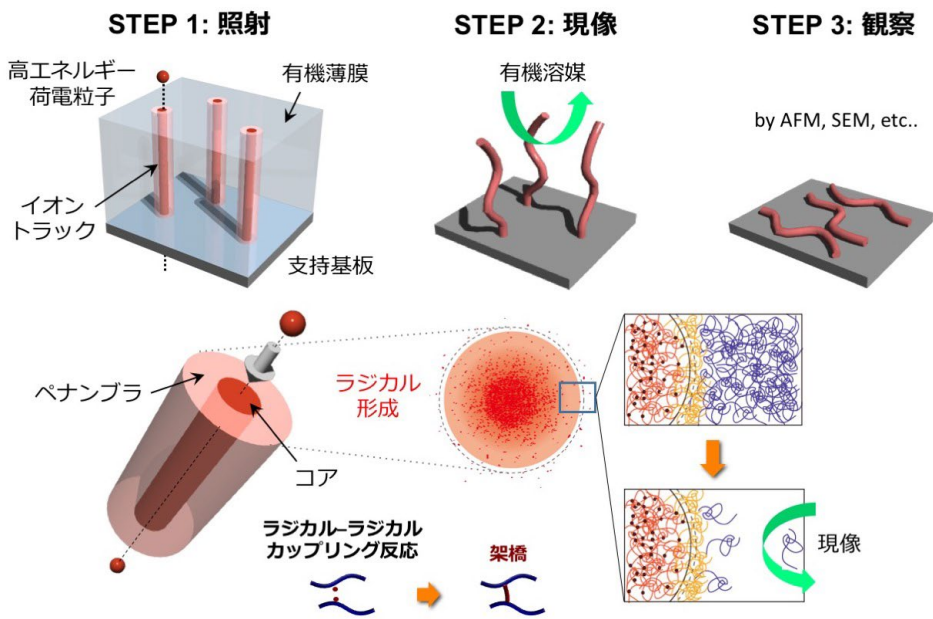 STEP 1: 照射
STEP 2: 現像
STEP 3: 観察
高エネルギー
荷電粒子
有機薄膜
イオン
トラック
支持基板
有機溶媒
by AFM, SEM, etc..
ペナンブラ
コア
ラジカル
形成
現像
ラジカル–ラジカル
カップリング反応
架橋